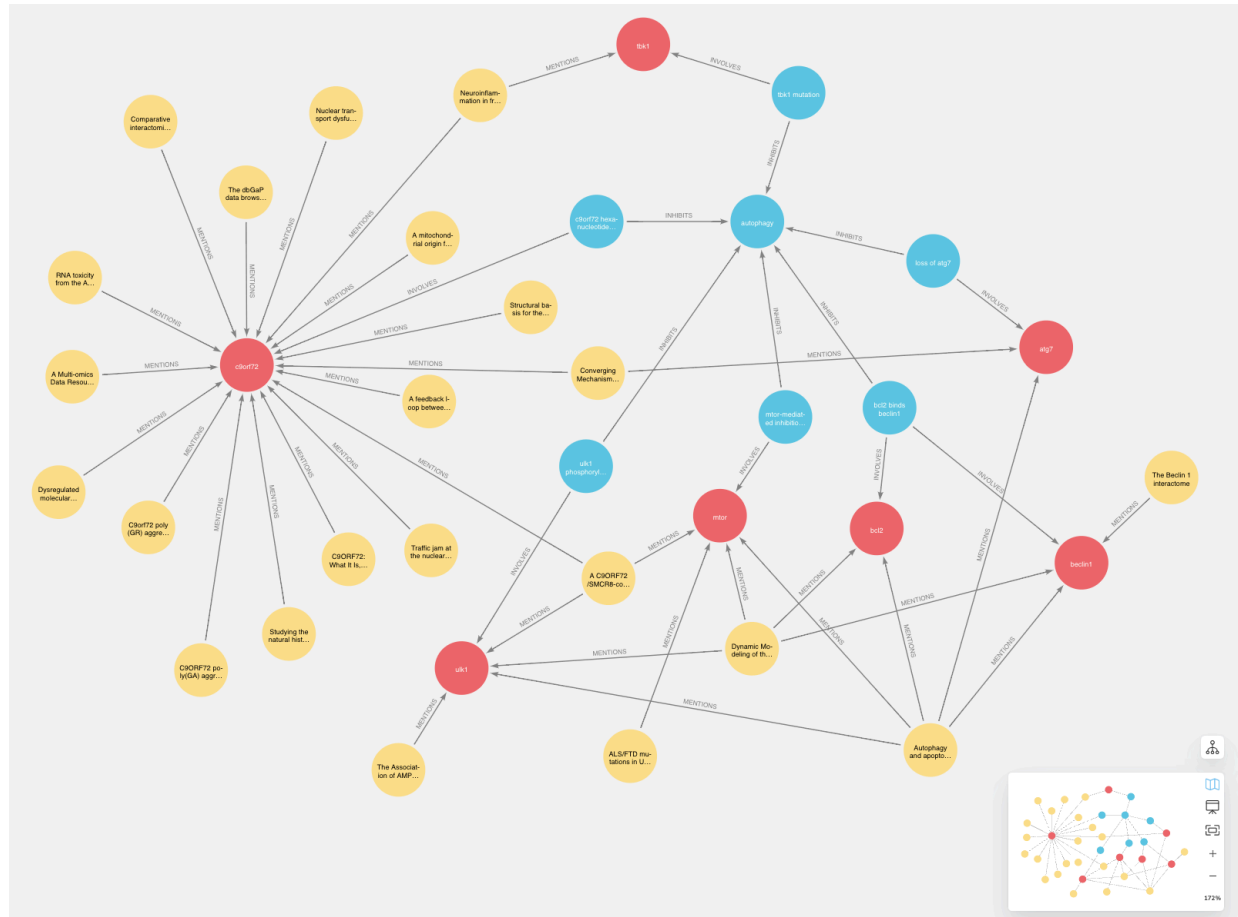 tbk1
MENTIONS
INVOLVES
Neuroinflam-
mation in fr...
tbk1 mutation
Comparative
interactomi...
Nuclear tran-
sport dysfu...
INHIBITS
MENTIONS
The dbGaP
data brows...
MENTIONS
MENTIONS
c9orf72 hexa-
nucleotide...
INHIBITS
autophagy
A mitochond-
rial origin f...
INHIBITS
loss of atg7
MENTIONS
MENTIONS
RNA toxicity
from the A...
MENTIONS
INVOLVES
INVOLVES
Structural ba-
sis for the...
MENTIONS
MENTIONS
INHIBITS
INHIBITS
INHIBITS
atg7
MENTIONS
A Multi-omics
Data Resou...
MENTIONS
c9orf72
MENTIONS
Converging
Mechanism...
MENTIONS
A feedback l-
oop betwee...
mtor-mediat-
ed inhibitio...
bcl2 binds
beclin1
MENTIONS
MENTIONS
MENTIONS
MENTIONS
MENTIONS
ulk1
phosphoryl...
INVOLVES
INVOLVES
INVOLVES
MENTIONS
The Beclin 1
interactome
Dysregulated
molecular...
MENTIONS
MENTIONS
C9orf72 poly
(GR) aggre...
mtor
bcl2
MENTIONS
C9ORF72:
What It Is,...
Traffic jam at
the nuclear...
INVOLVES
MENTIONS
beclin1
A C9ORF72
/SMCR8-co...
MENTIONS
MENTIONS
MENTIONS
MENTIONS
Studying the
natural hist...
MENTIONS
MENTIONS
MENTIONS
MENTIONS
Dynamic Mo-
deling of th...
MENTIONS
C9ORF72 po-
ly(GA) aggr...
ulk1
MENTIONS
MENTIONS
MENTIONS
The Associat-
ion of AMP...
ALS/FTD mu-
tations in U...
Autophagy
and apopto...
172%